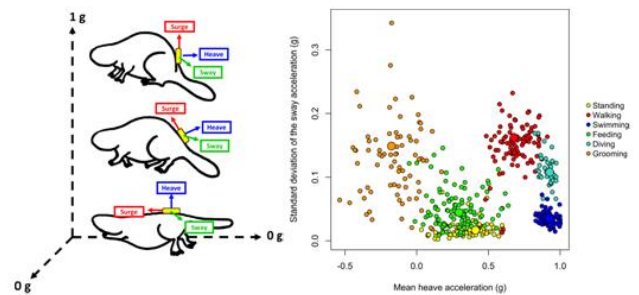 1 g
Surge
Heave
Sway
Surge
Heave
Sway
Heave
Surge
Sway
0 g
0 g
Standard deviation of the sway acceleration (g)
0.3
0.2
0.1
0.0
-0.5
0.0
0.5
1.0
Mean heave acceleration (g)
Standing
Walking
Swimming
Feeding
Diving
Grooming